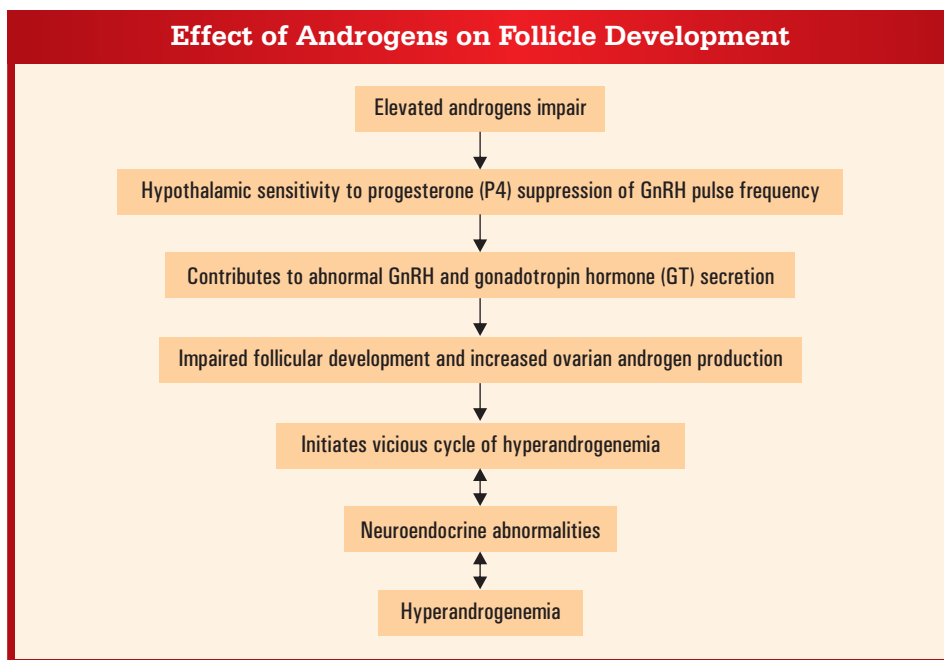 Effect of Androgens on Follicle Development
Elevated androgens impair
Hypothalamic sensitivity to progesterone (P4) suppression of GnRH pulse frequency
Contributes to abnormal GnRH and gonadotropin hormone (GT) secretion
Impaired follicular development and increased ovarian androgen production
Initiates vicious cycle of hyperandrogenemia
Neuroendocrine abnormalities
Hyperandrogenemia